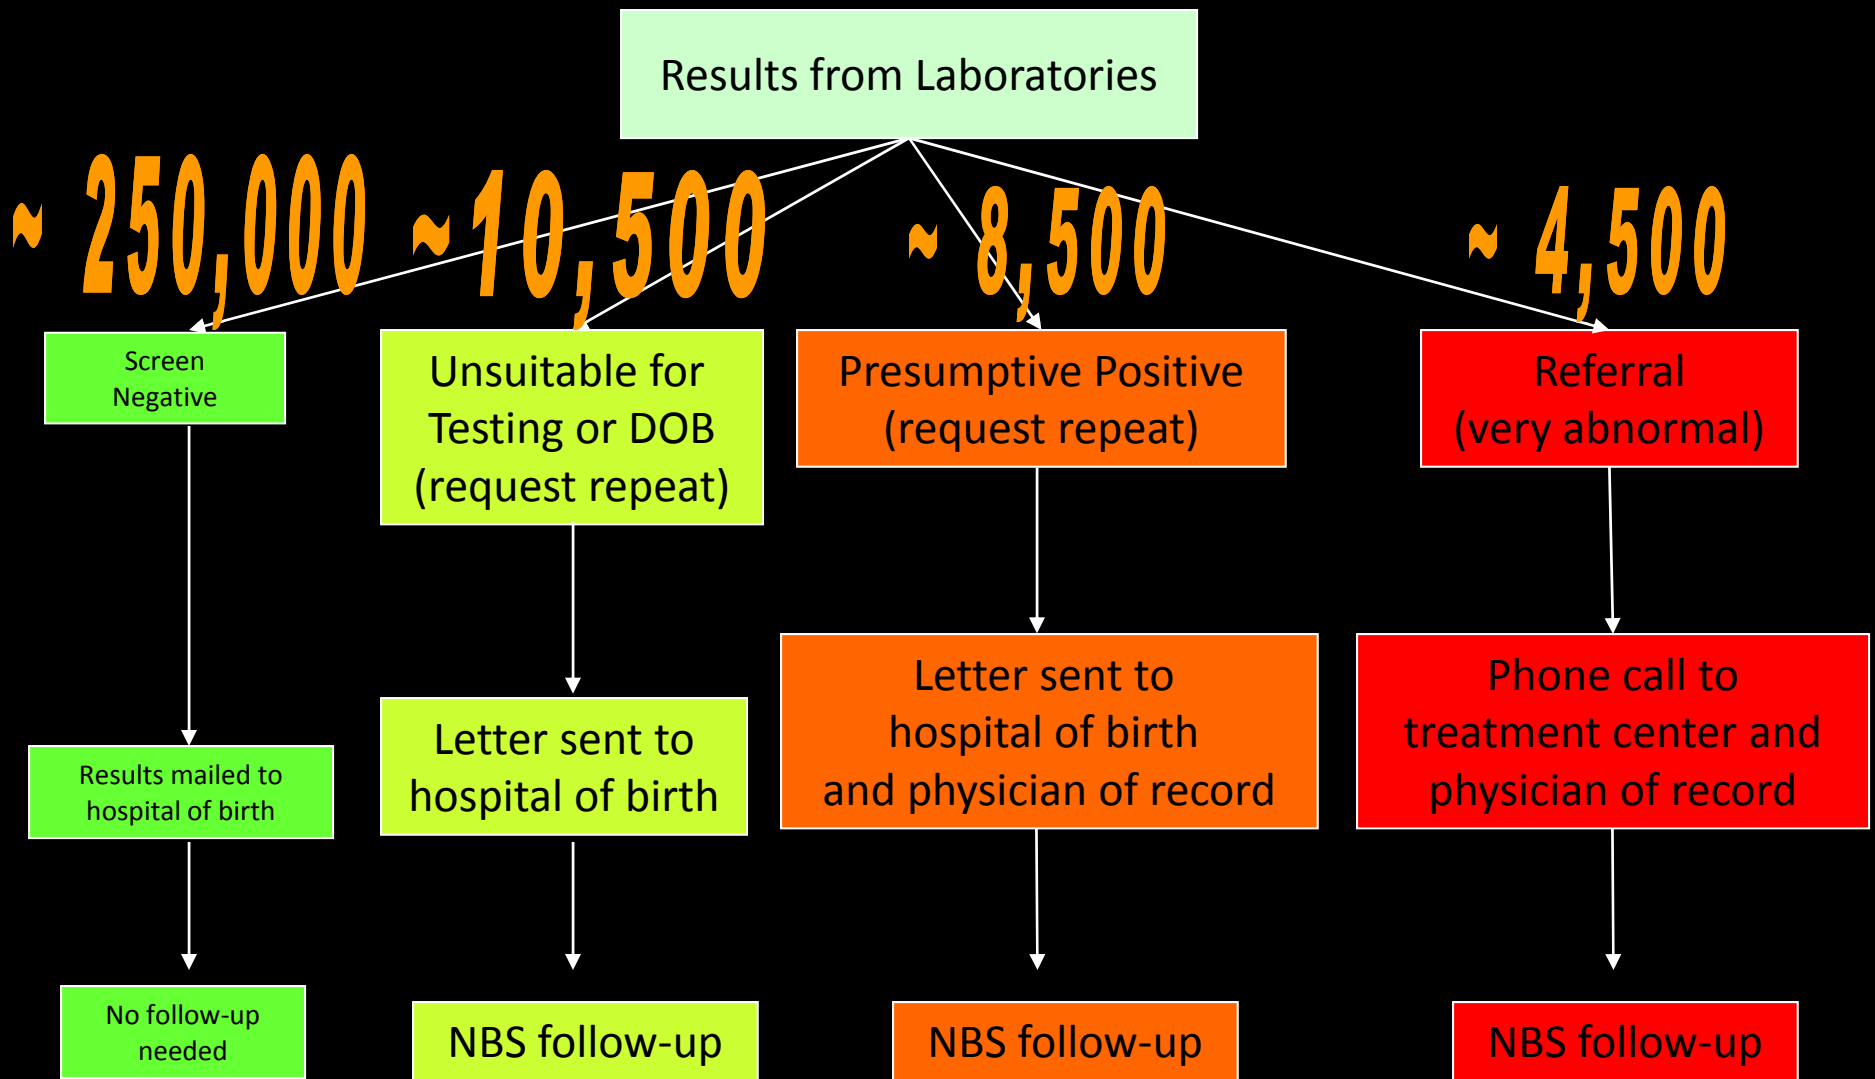 Results from Laboratories
~ 250,000
~10,500
~ 8,500
~ 4,500
Screen
Negative
Unsuitable for
Testing or DOB
(request repeat)
Presumptive Positive
(request repeat)
Referral
(very abnormal)
Results mailed to
hospital of birth
Letter sent to
hospital of birth
Letter sent to
hospital of birth
and physician of record
Phone call to
treatment center and
physician of record
No follow-up
needed
NBS follow-up
NBS follow-up
NBS follow-up